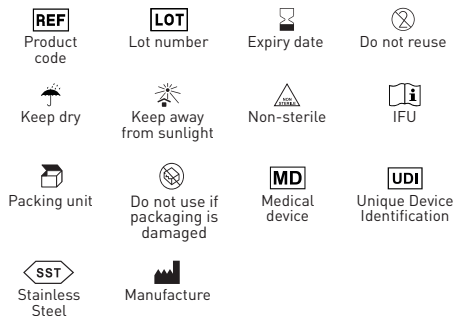 REF
LOT
Product
code
Lot number
Expiry date
2
Do not reuse
Keep dry
Keep away
from sunlight
NON
STERILE
Non-sterile
i
IFU
Packing unit
Do not use if
packaging is
damaged
MD
Medical
device
UDI
Unique Device
Identification
SST
Stainless
Steel
Manufacture